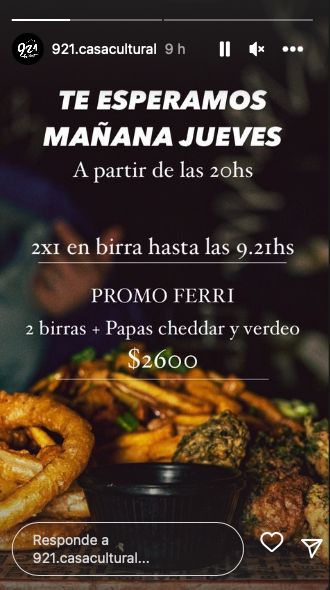 921
921.casacultural 9 h
TE ESPERAMOS
MAÑANA JUEVES
A partir de las 20hs
2x1 en birra hasta las 9.21hs
PROMO FERRI
2 birras + Papas cheddar y verdeo
$2600
Responde a
921.casacultural...